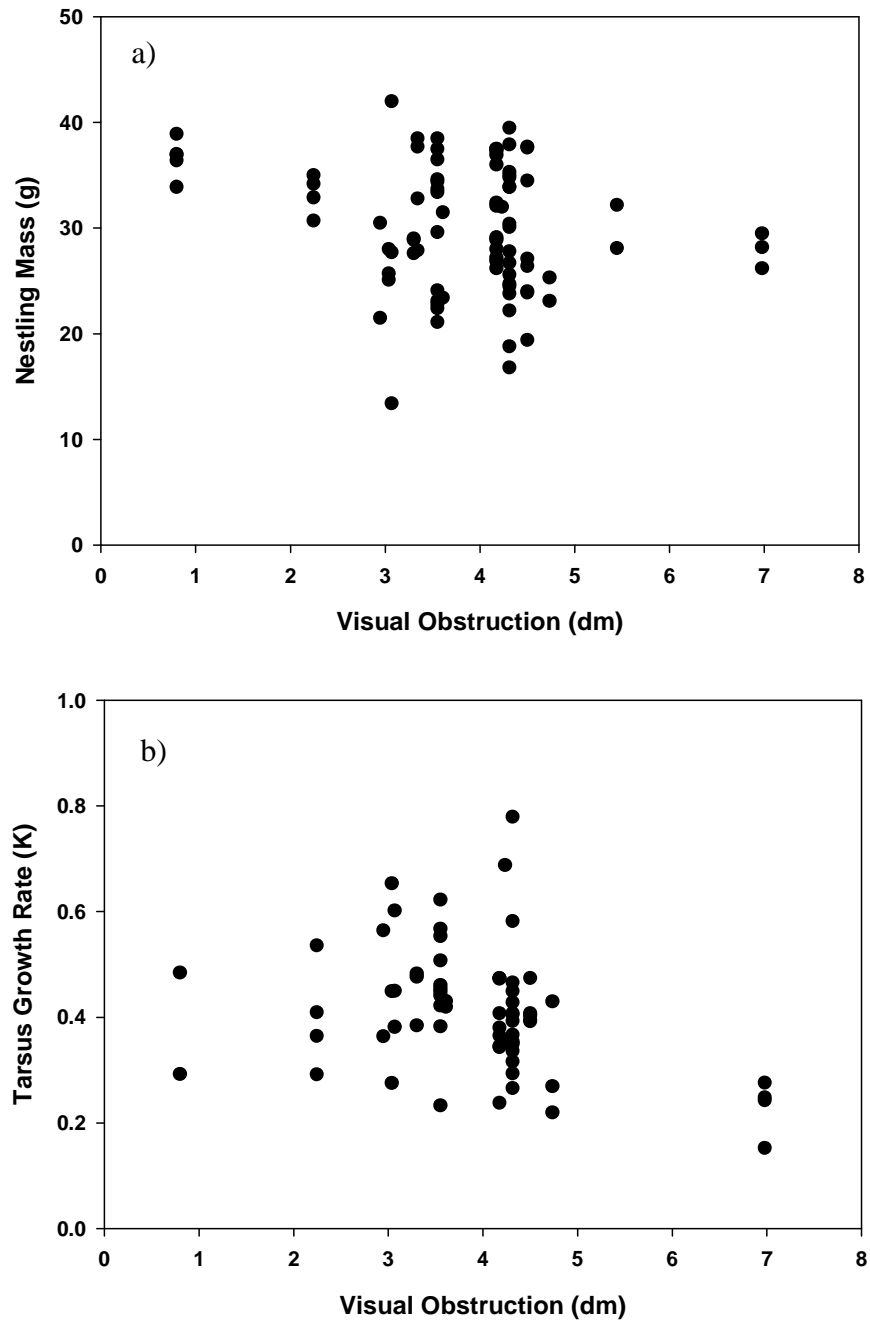 a)
50
40
30
20
10
0
Nestling Mass (g)
0 1 2 3 4 5 6 7 8
Visual Obstruction (dm)
b)
1.0
0.8
0.6
0.4
0.2
0.0
Tarsus Growth Rate (K)
0 1 2 3 4 5 6 7 8
Visual Obstruction (dm)